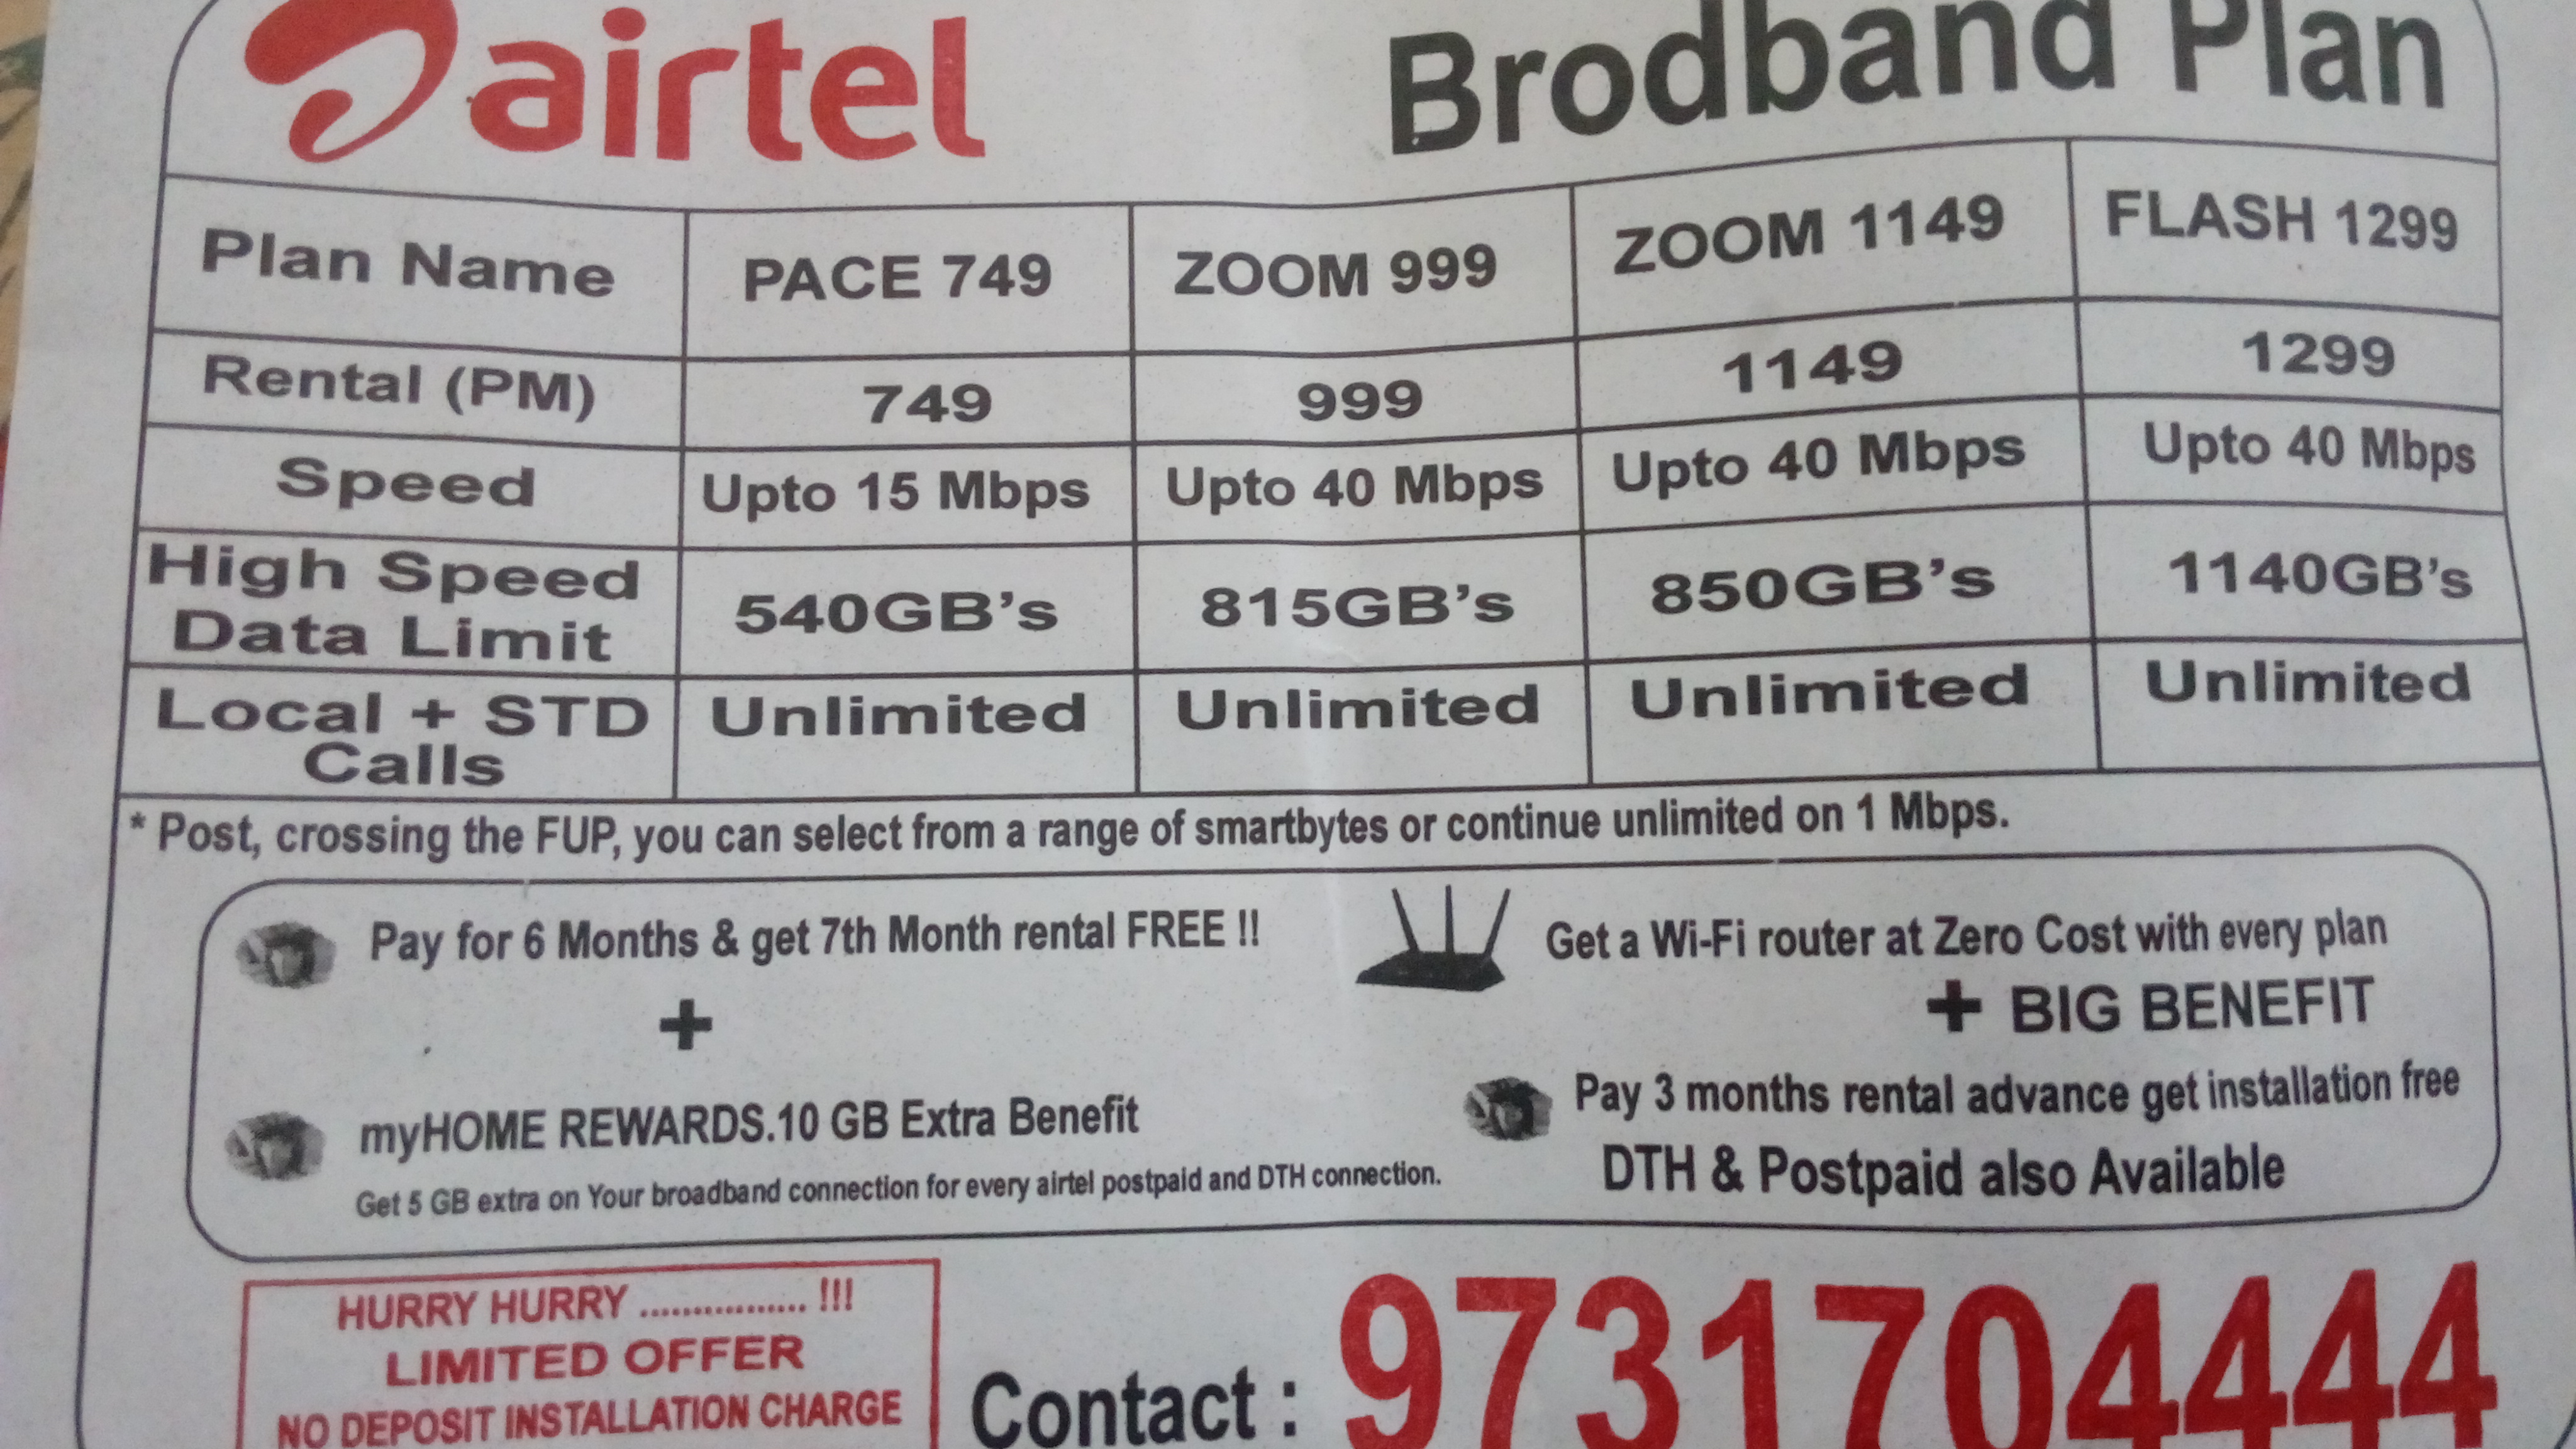 airtel Brodband Plan
Plan Name PACE 749 ZOOM 999 ZOOM 1149 FLASH 1299
Rental (PM) 749 999 1149 1299
Speed Upto 15 Mbps Upto 40 Mbps Upto 40 Mbps Upto 40 Mbps
High Speed Data Limit 540GB's 815GB's 850GB's 1140GB's
Local + STD Calls Unlimited Unlimited Unlimited Unlimited
* Post, crossing the FUP, you can select from a range of smartbytes or continue unlimited on 1 Mbps.
Pay for 6 Months & get 7th Month rental FREE !!
+
myHOME REWARDS.10 GB Extra Benefit
Get 5 GB extra on Your broadband connection for every airtel postpaid and DTH connection.
Get a Wi-Fi router at Zero Cost with every plan
+ BIG BENEFIT
Pay 3 months rental advance get installation free
DTH & Postpaid also Available
HURRY HURRY ................ !!!
LIMITED OFFER
NO DEPOSIT INSTALLATION CHARGE
Contact : 9731704444